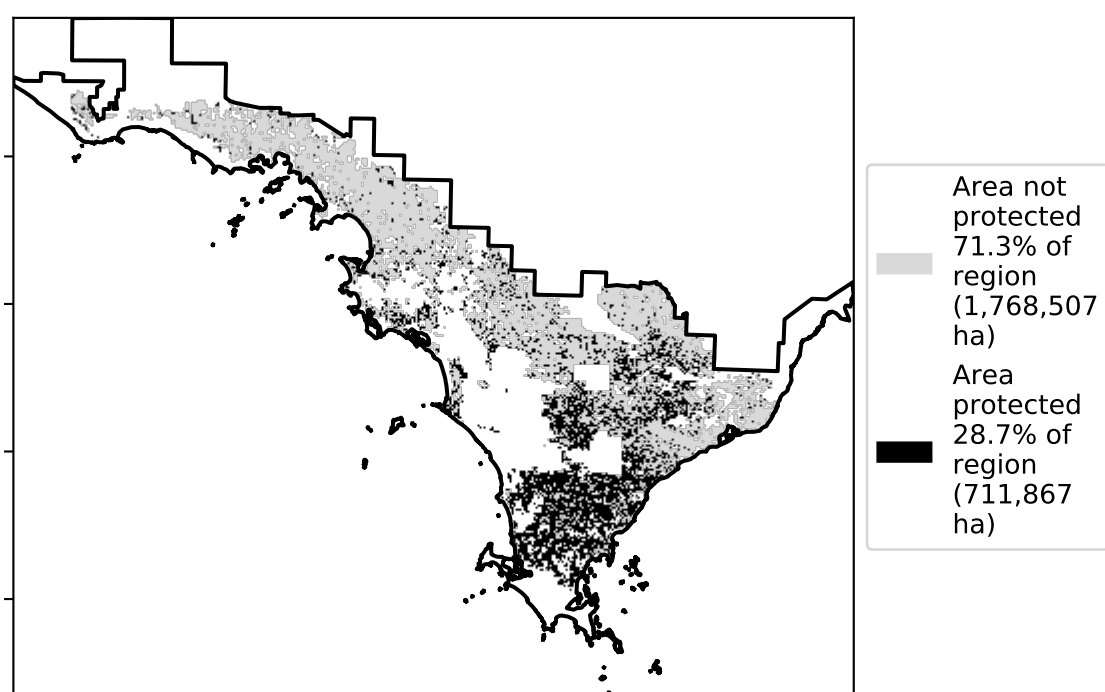 Area not
protected
71.3% of
region
(1,768,507
ha)
Area
protected
28.7% of
region
(711,867
ha)